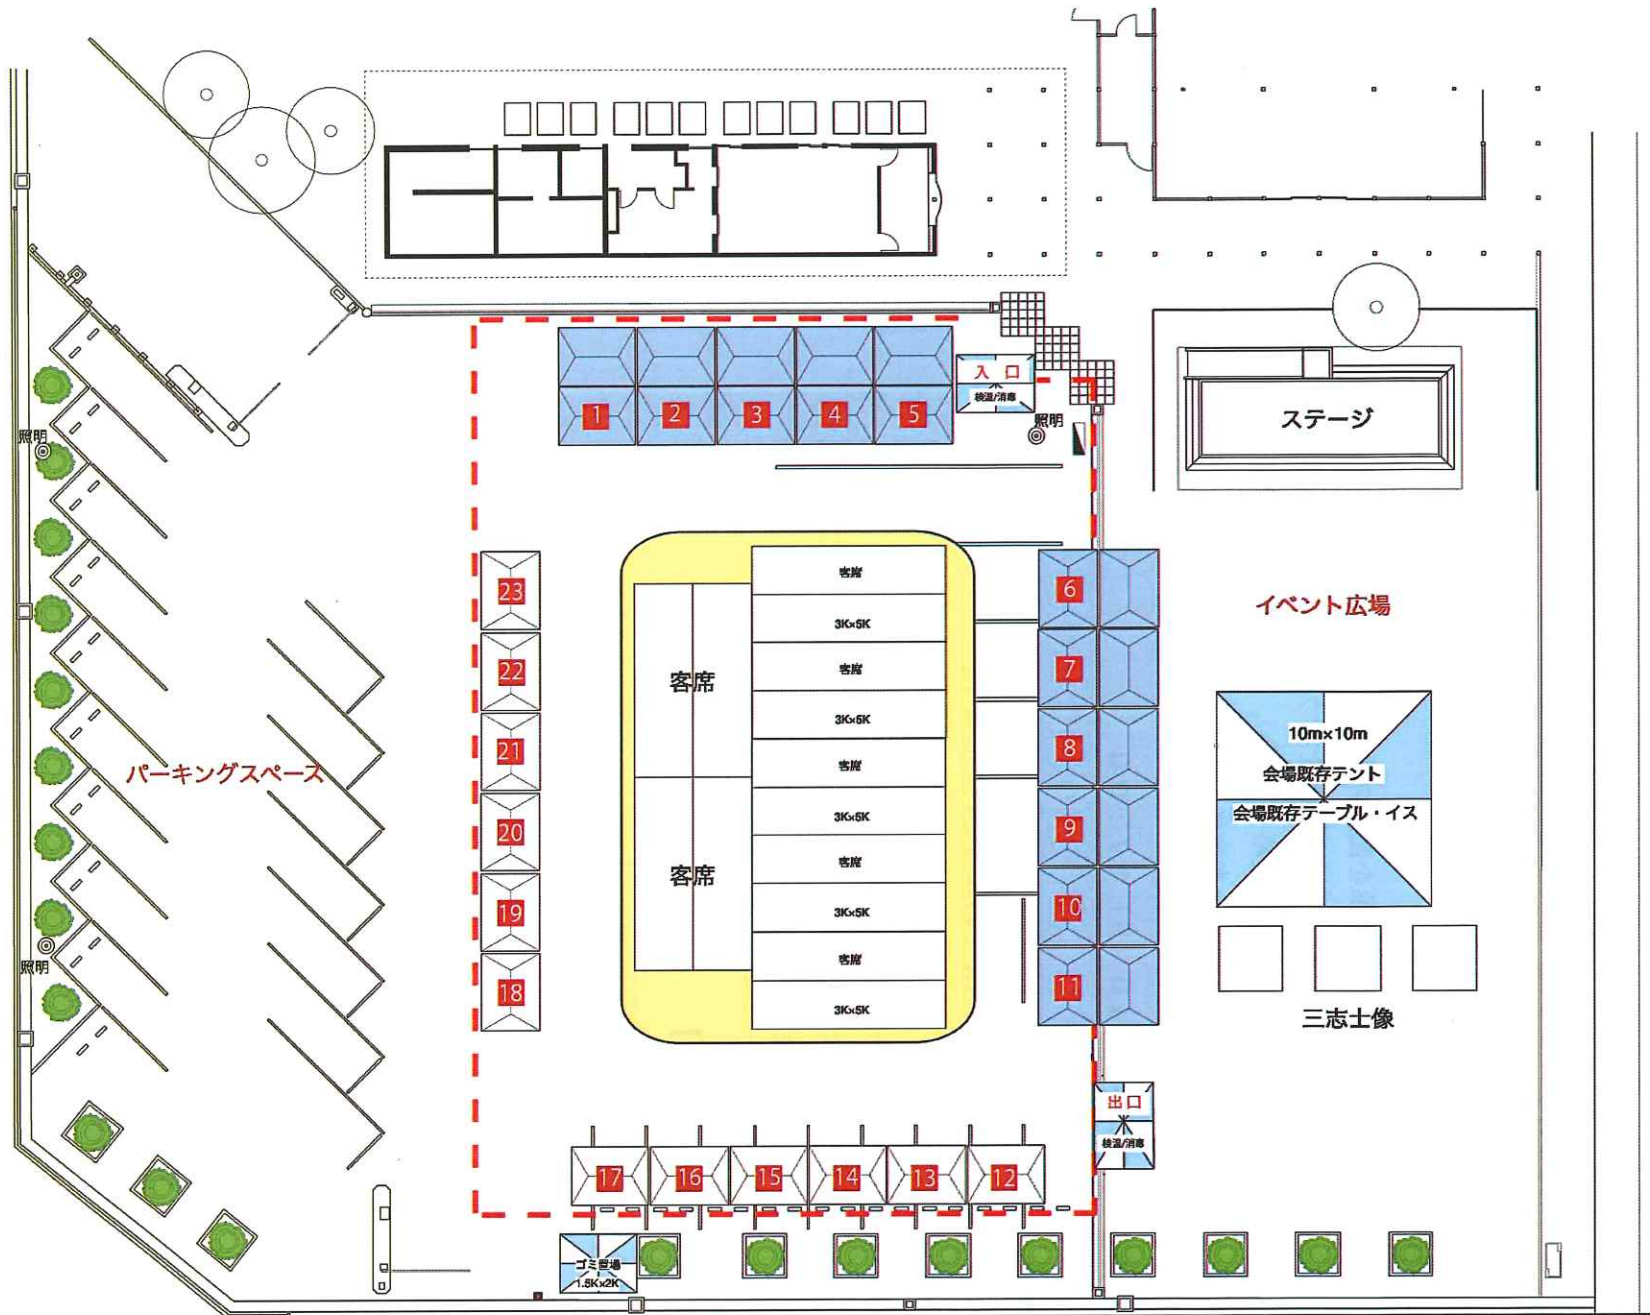 入口
検温/消毒
1
2
3
4
5
照明
ステージ
照明
23
22
21
20
19
18
客席
客席
客席
3K×5K
客席
3K×5K
客席
3K×5K
客席
3K×5K
客席
3K×5K
6
7
8
9
10
11
イベント広場
パーキングスペース
10m×10m
会場既存テント
会場既存テーブル・イス
照明
三志士像
出口
検温/消毒
17
16
15
14
13
12
ゴミ置場
1.5K×2K